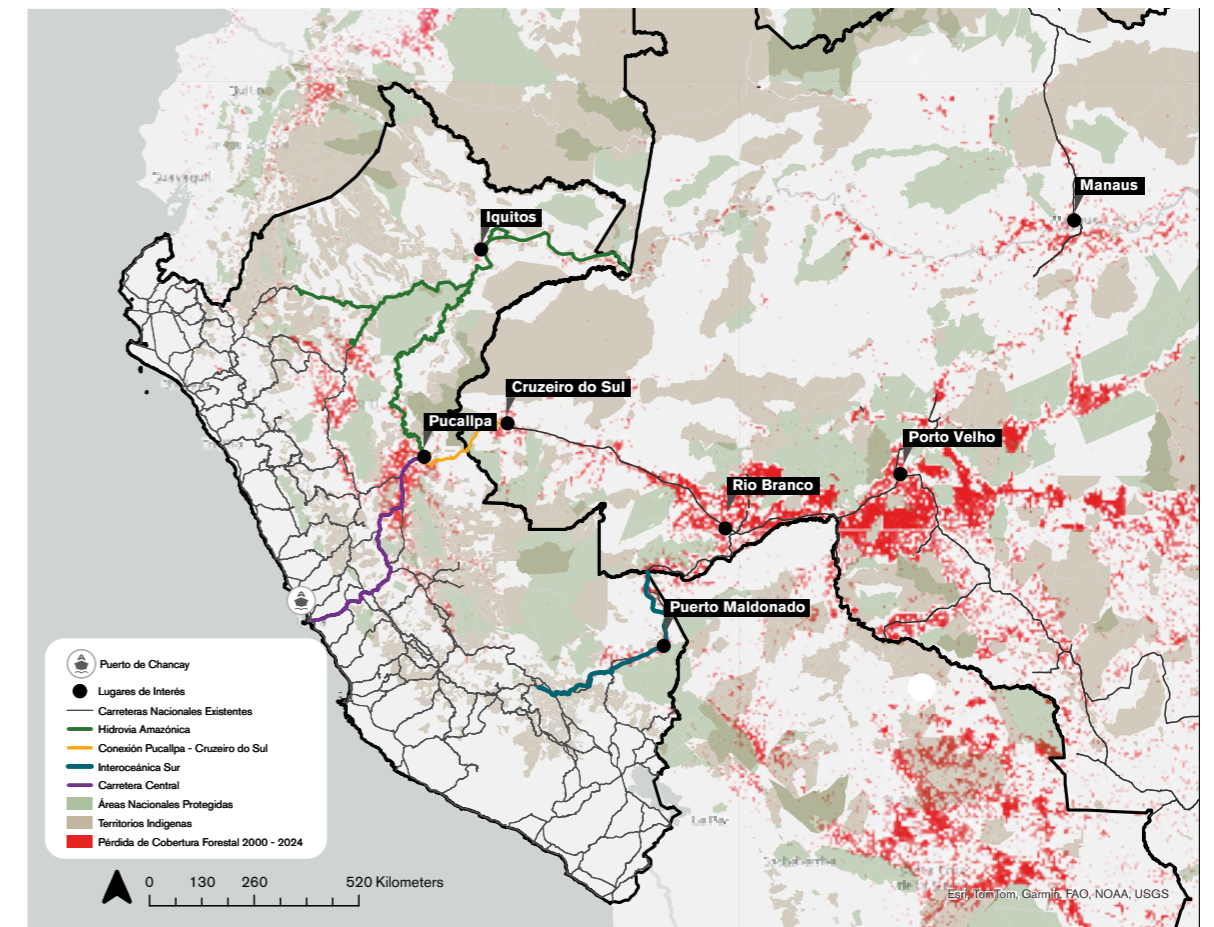 Manaus
Iquitos
Cruzeiro do Sul
Pucallpa
Porto Velho
Rio Branco
Puerto Maldonado
Puerto de Chancay
Lugares de Interés
Carreteras Nacionales Existentes
Hidrovia Amazónica
Conexión Pucallpa - Cruzeiro do Sul
Interoceánica Sur
Carretera Central
Áreas Nacionales Protegidas
Territorios Indigenas
Pérdida de Cobertura Forestal 2000 - 2024
0 130 260 520 Kilometers
Esri, TomTom, Garmin, FAO, NOAA, USGS